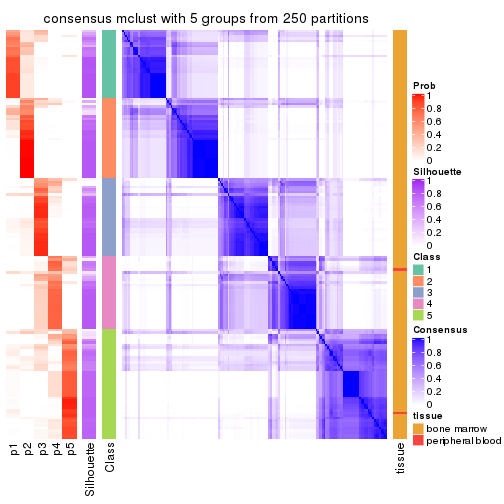 consensus mclust with 5 groups from 250 partitions
Prob
1
0.8
0.6
0.4
0.2
0
Silhouette
1
0.8
0.6
0.4
0.2
0
Class
1
2
3
4
5
Consensus
1
0.8
0.6
0.4
0.2
0
tissue
bone marrow
peripheral blood
p1
p2
p3
p4
p5
Silhouette
Class
tissue